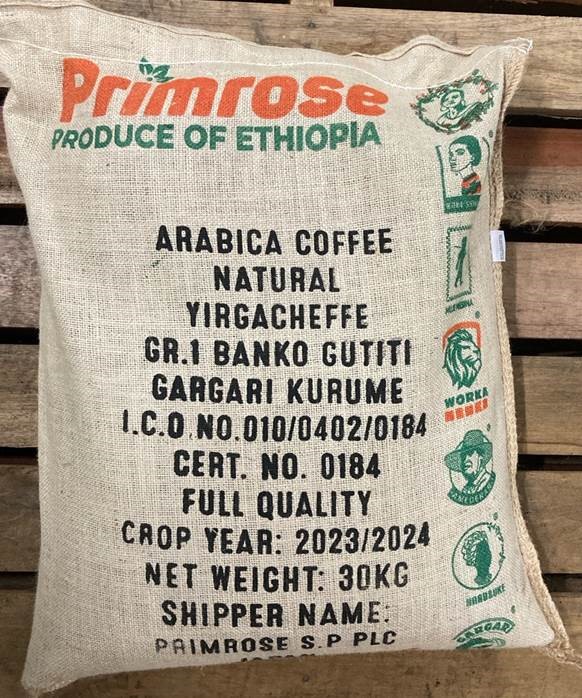 Primrose
PRODUCE OF ETHIOPIA
ARABICA COFFEE
NATURAL
YIRGACHEFFE
GR.1 BANKO GUTITI
GARGARI KURUME
I.C.O.NO.010/0402/0184
CERT. NO. 0184
FULL QUALITY
CROP YEAR: 2023/2024
NET WEIGHT: 30KG
SHIPPER NAME:
PRIMROSE S.P PLC
WORKA
GARGARI